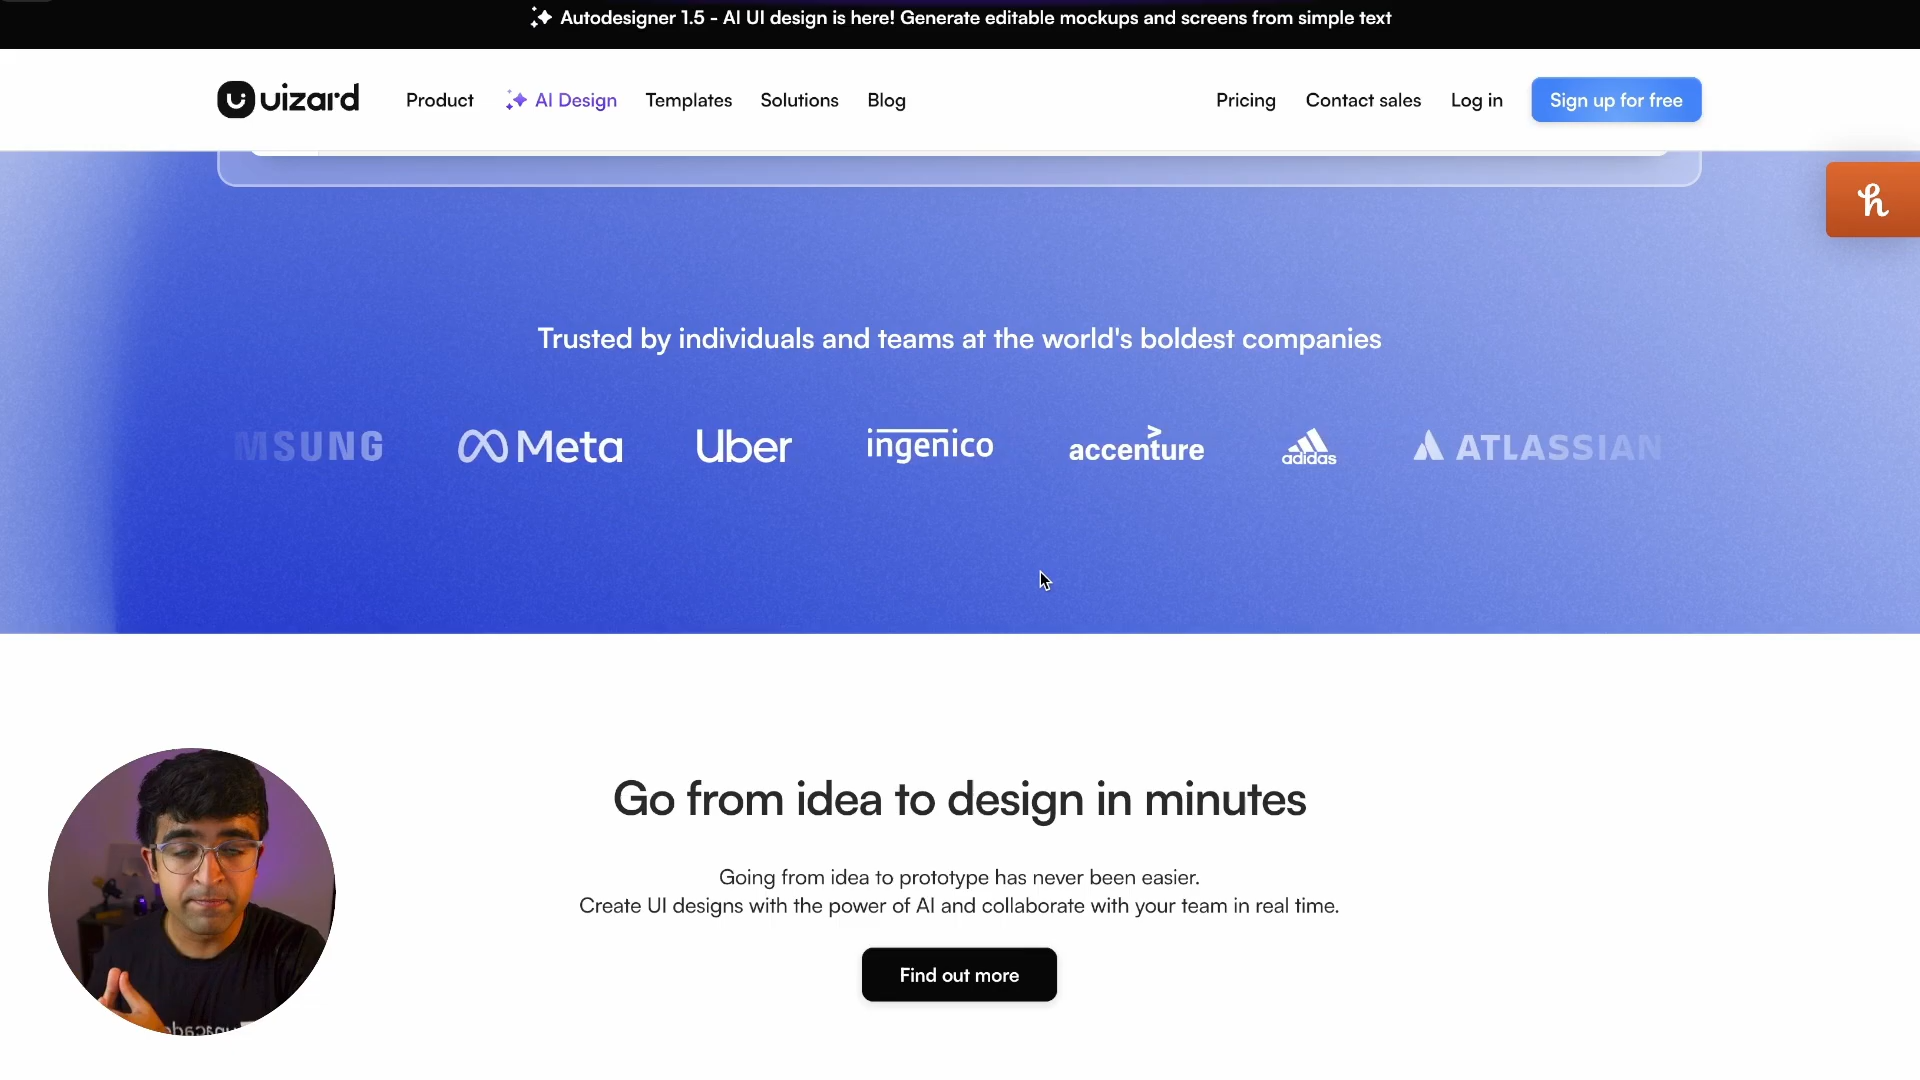 Autodesigner 1.5 - AI UI design is here! Generate editable mockups and screens from simple text
uizard
Product
AI Design
Templates
Solutions
Blog
Pricing
Contact sales
Log in
Sign up for free
h
Trusted by individuals and teams at the world's boldest companies
MSUNG
Meta
Uber
ingenico
accenture
adidas
ATLASSIAN
Go from idea to design in minutes
Going from idea to prototype has never been easier.
Create UI designs with the power of AI and collaborate with your team in real time.
Find out more